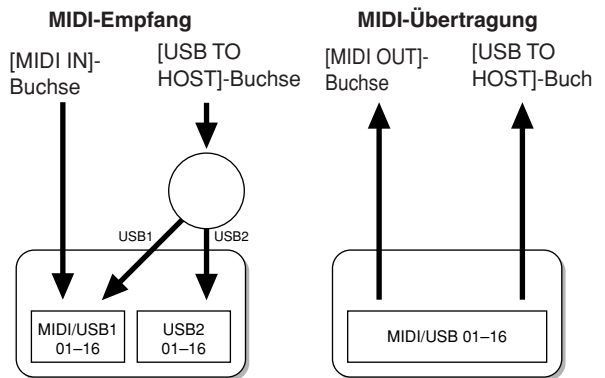 MIDI-Empfang
[MIDI IN]-
Buchse
[USB TO
HOST]-Buchse
USB1
USB2
MIDI/USB1
01–16
USB2
01–16
MIDI-Übertragung
[MIDI OUT]-
Buchse
[USB TO
HOST]-Buch
MIDI/USB 01–16